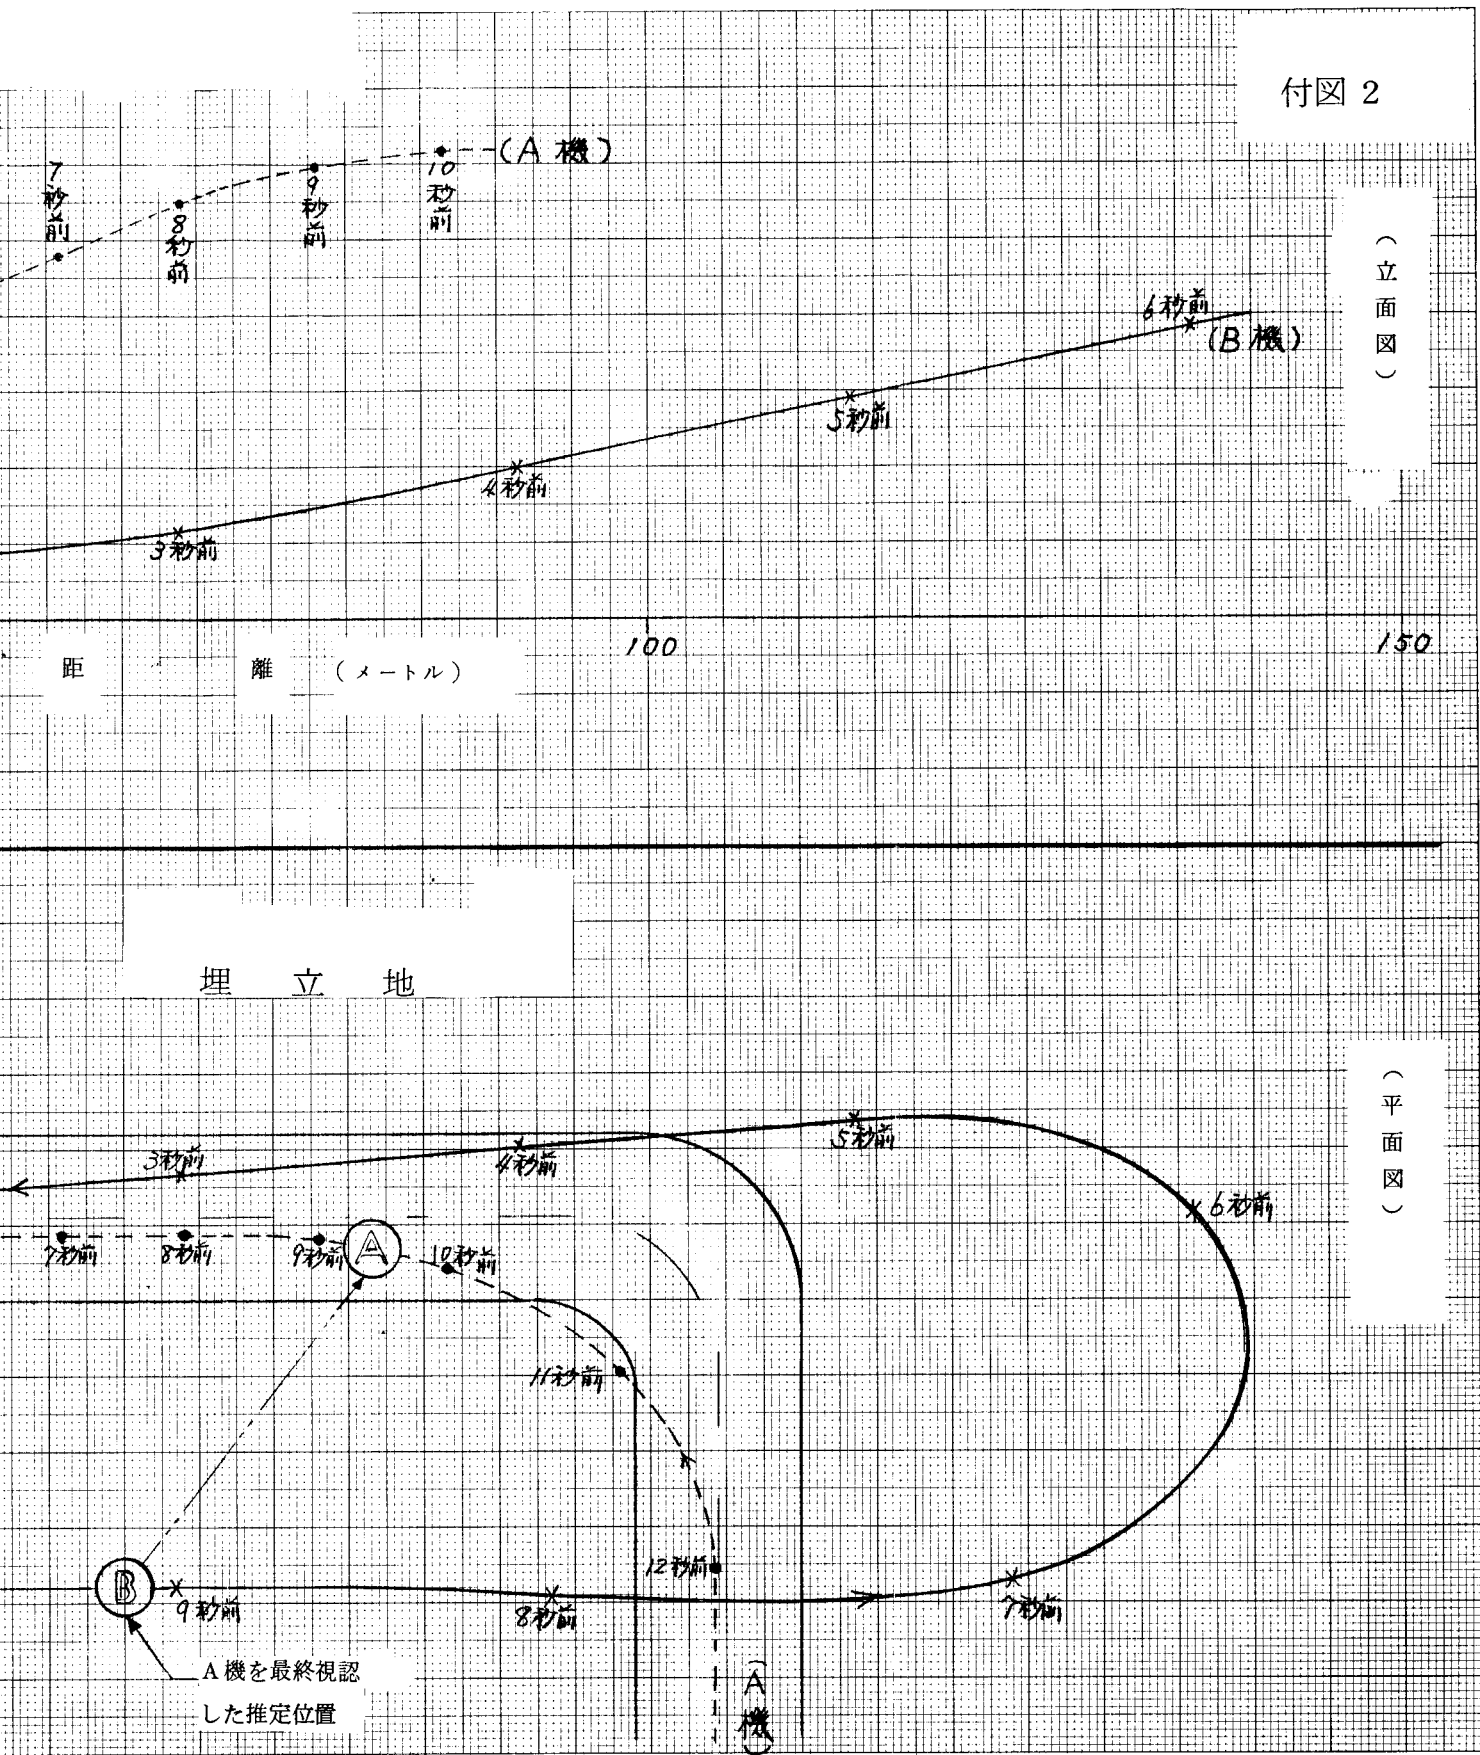 付図 2
(A 機)
7秒前
8秒前
9秒前
10秒前
(立面図)
6秒前
(B 機)
5秒前
4秒前
3秒前
100
150
距 離 (メートル)
埋 立 地
(平面図)
5秒前
4秒前
3秒前
6秒前
7秒前
8秒前
9秒前
A
10秒前
11秒前
12秒前
B
9秒前
8秒前
7秒前
A機を最終視認
した推定位置
(A機)